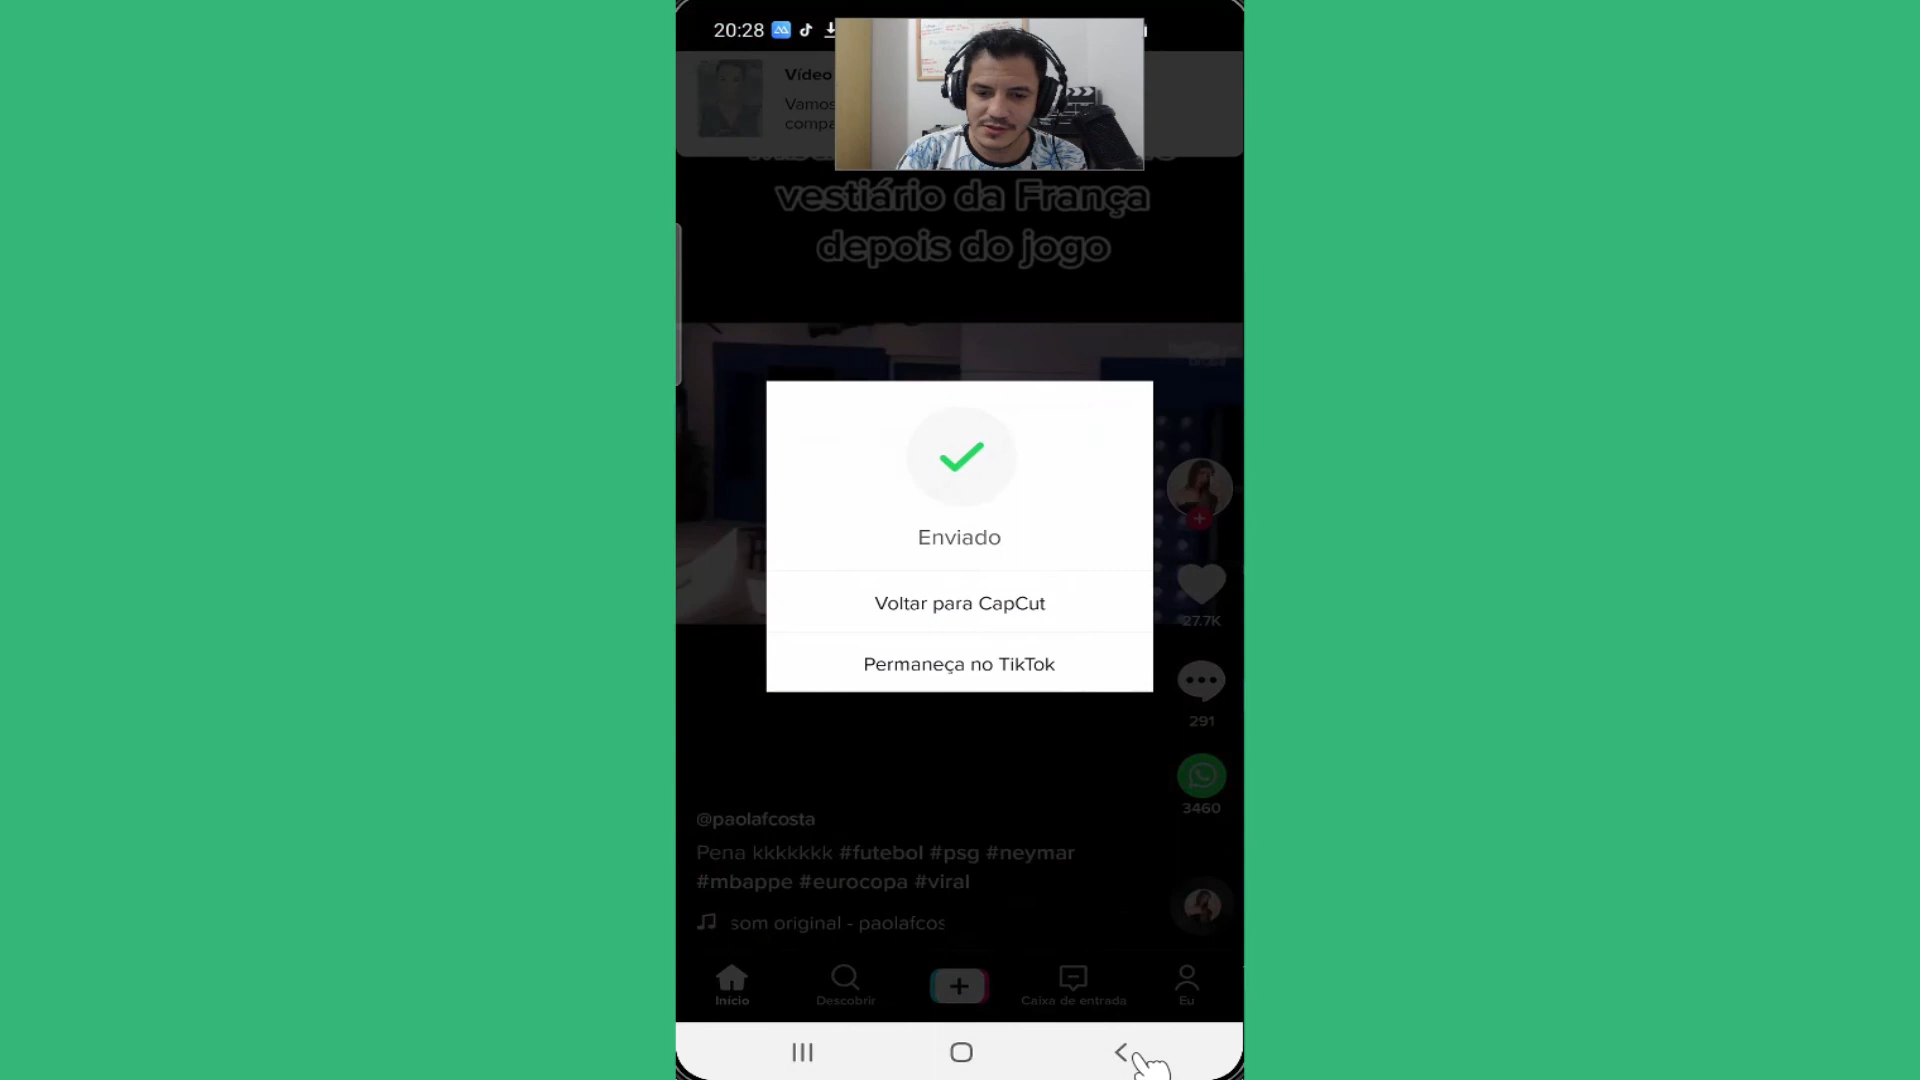 20:28
Vídeo
Vamos
compa
vestiário da França
depois do jogo
Enviado
Voltar para CapCut
Permaneça no TikTok
27.7K
291
3460
@paolafcosta
Pena kkkkkkk #futebol #psg #neymar
#mbappe #eurocopa #viral
som original - paolafcos
Início
Descobrir
Caixa de entrada
Eu